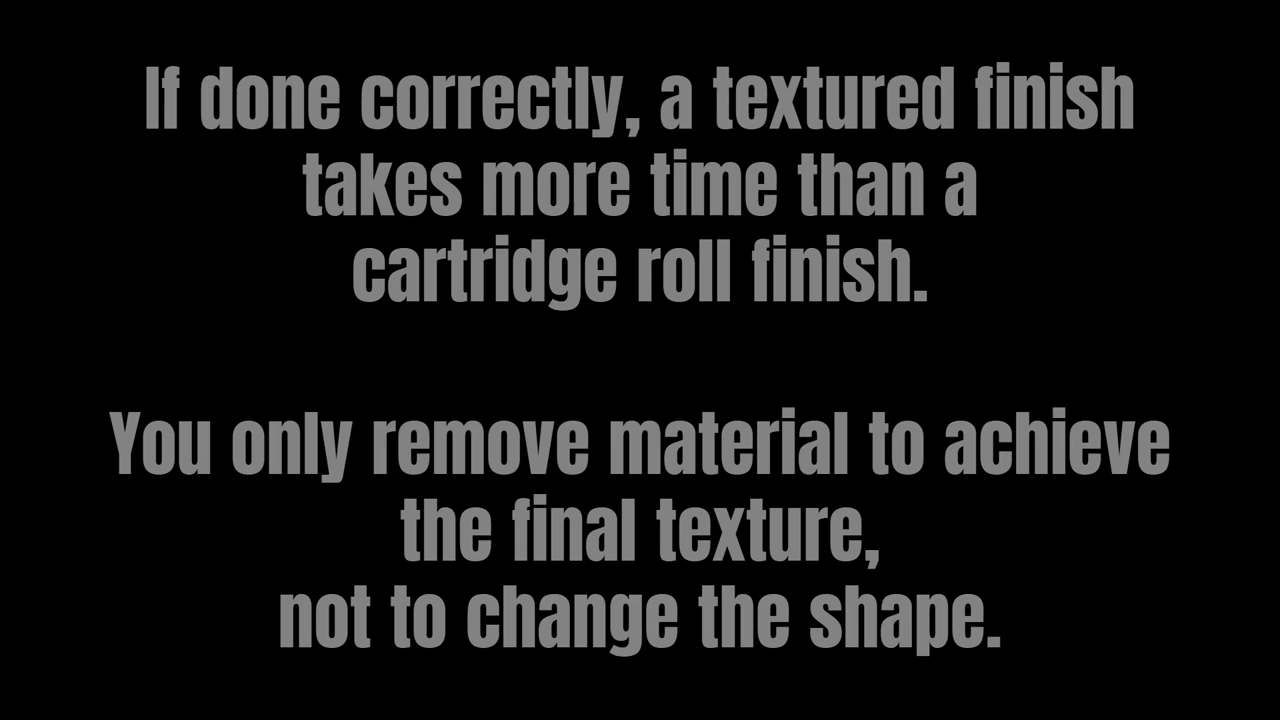 If done correctly, a textured finish
takes more time than a
cartridge roll finish.
You only remove material to achieve
the final texture,
not to change the shape.